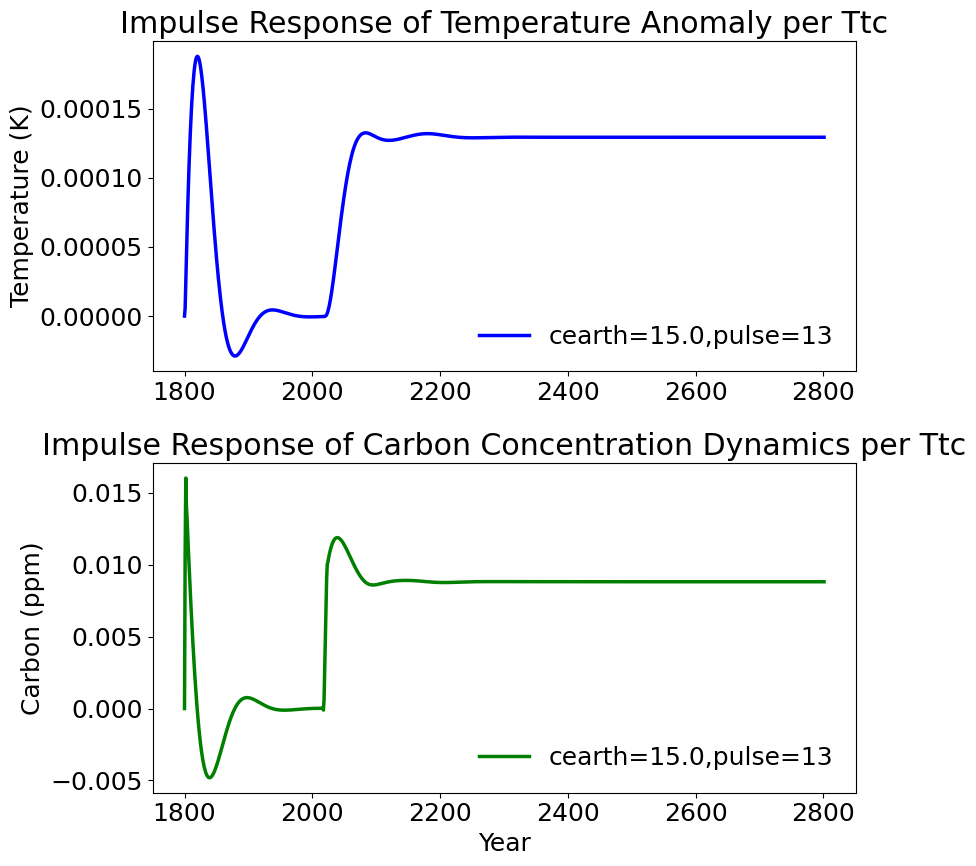 Impulse Response of Temperature Anomaly per Ttc
Temperature (K)
0.00015
0.00010
0.00005
0.00000
cearth=15.0,pulse=13
1800 2000 2200 2400 2600 2800
Impulse Response of Carbon Concentration Dynamics per Ttc
Carbon (ppm)
0.015
0.010
0.005
0.000
−0.005
cearth=15.0,pulse=13
1800 2000 2200 2400 2600 2800
Year